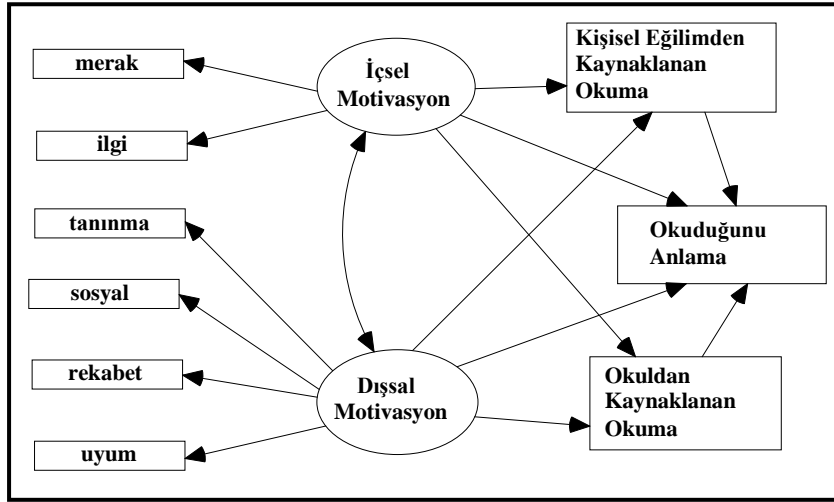 merak
ilgi
tanınma
sosyal
rekabet
uyum
İçsel
Motivasyon
Dışsal
Motivasyon
Kişisel Eğilimden
Kaynaklanan
Okuma
Okuduğunu
Anlama
Okuldan
Kaynaklanan
Okuma